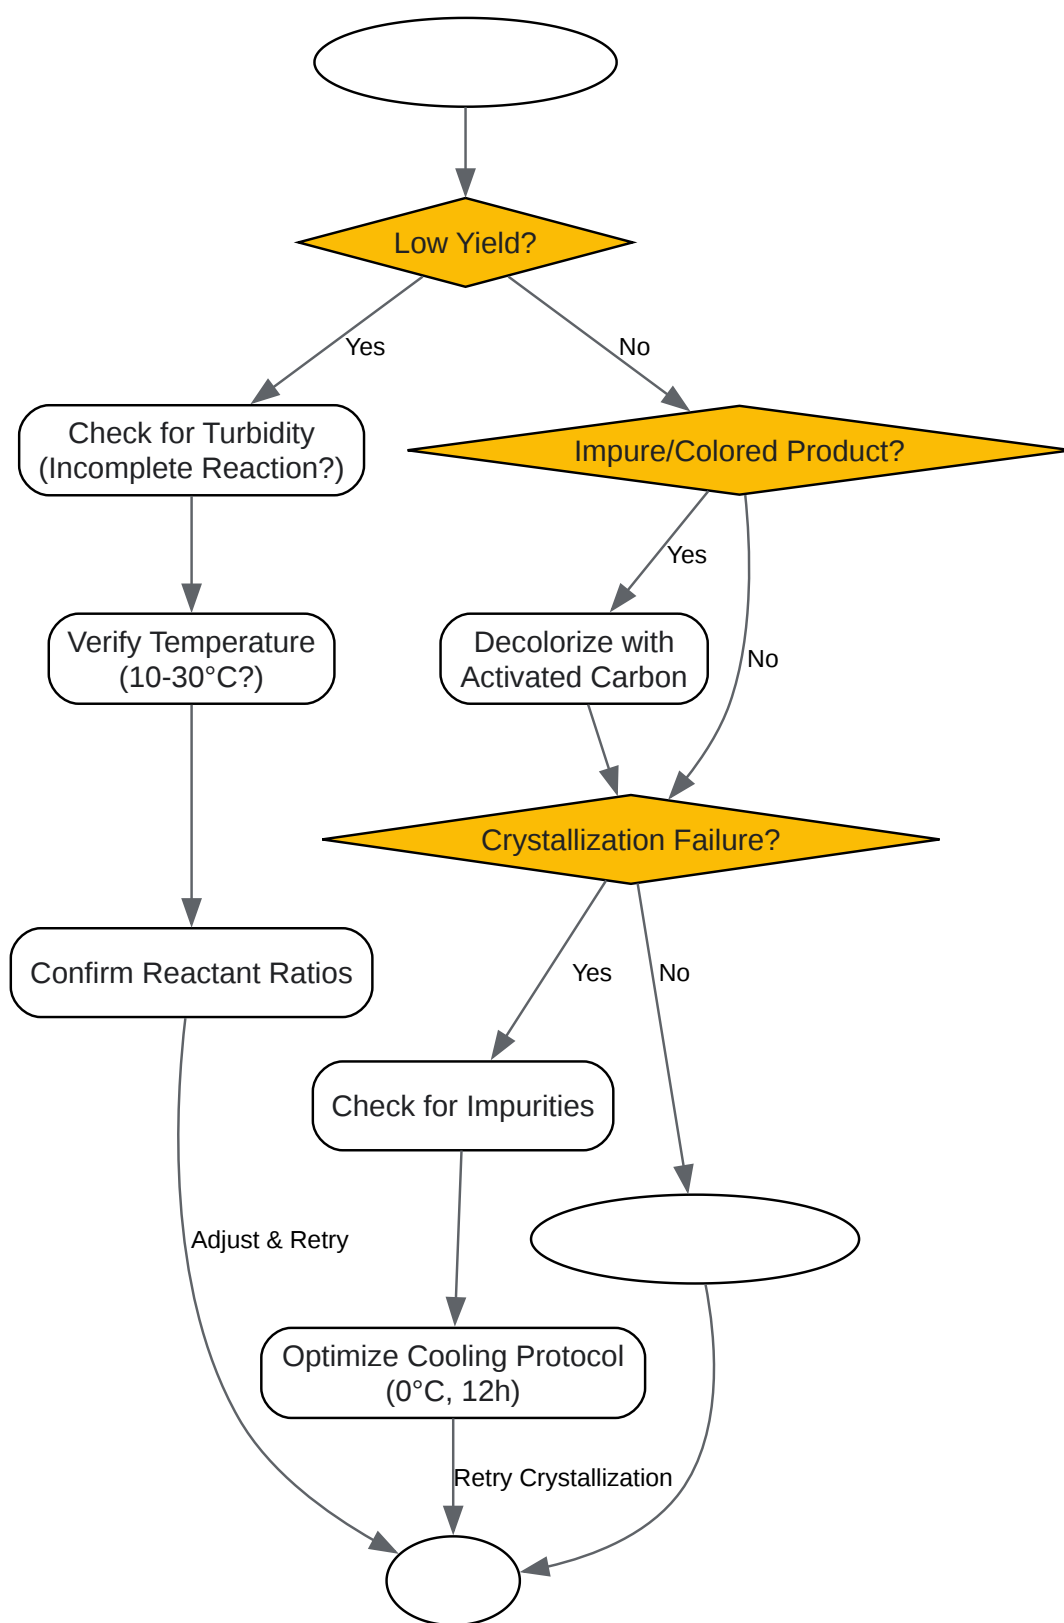 Low Yield?
Yes
No
Check for Turbidity
(Incomplete Reaction?)
Impure/Colored Product?
Yes
Verify Temperature
(10-30°C?)
Decolorize with
Activated Carbon
No
Crystallization Failure?
Confirm Reactant Ratios
Yes
No
Check for Impurities
Adjust & Retry
Optimize Cooling Protocol
(0°C, 12h)
Retry Crystallization